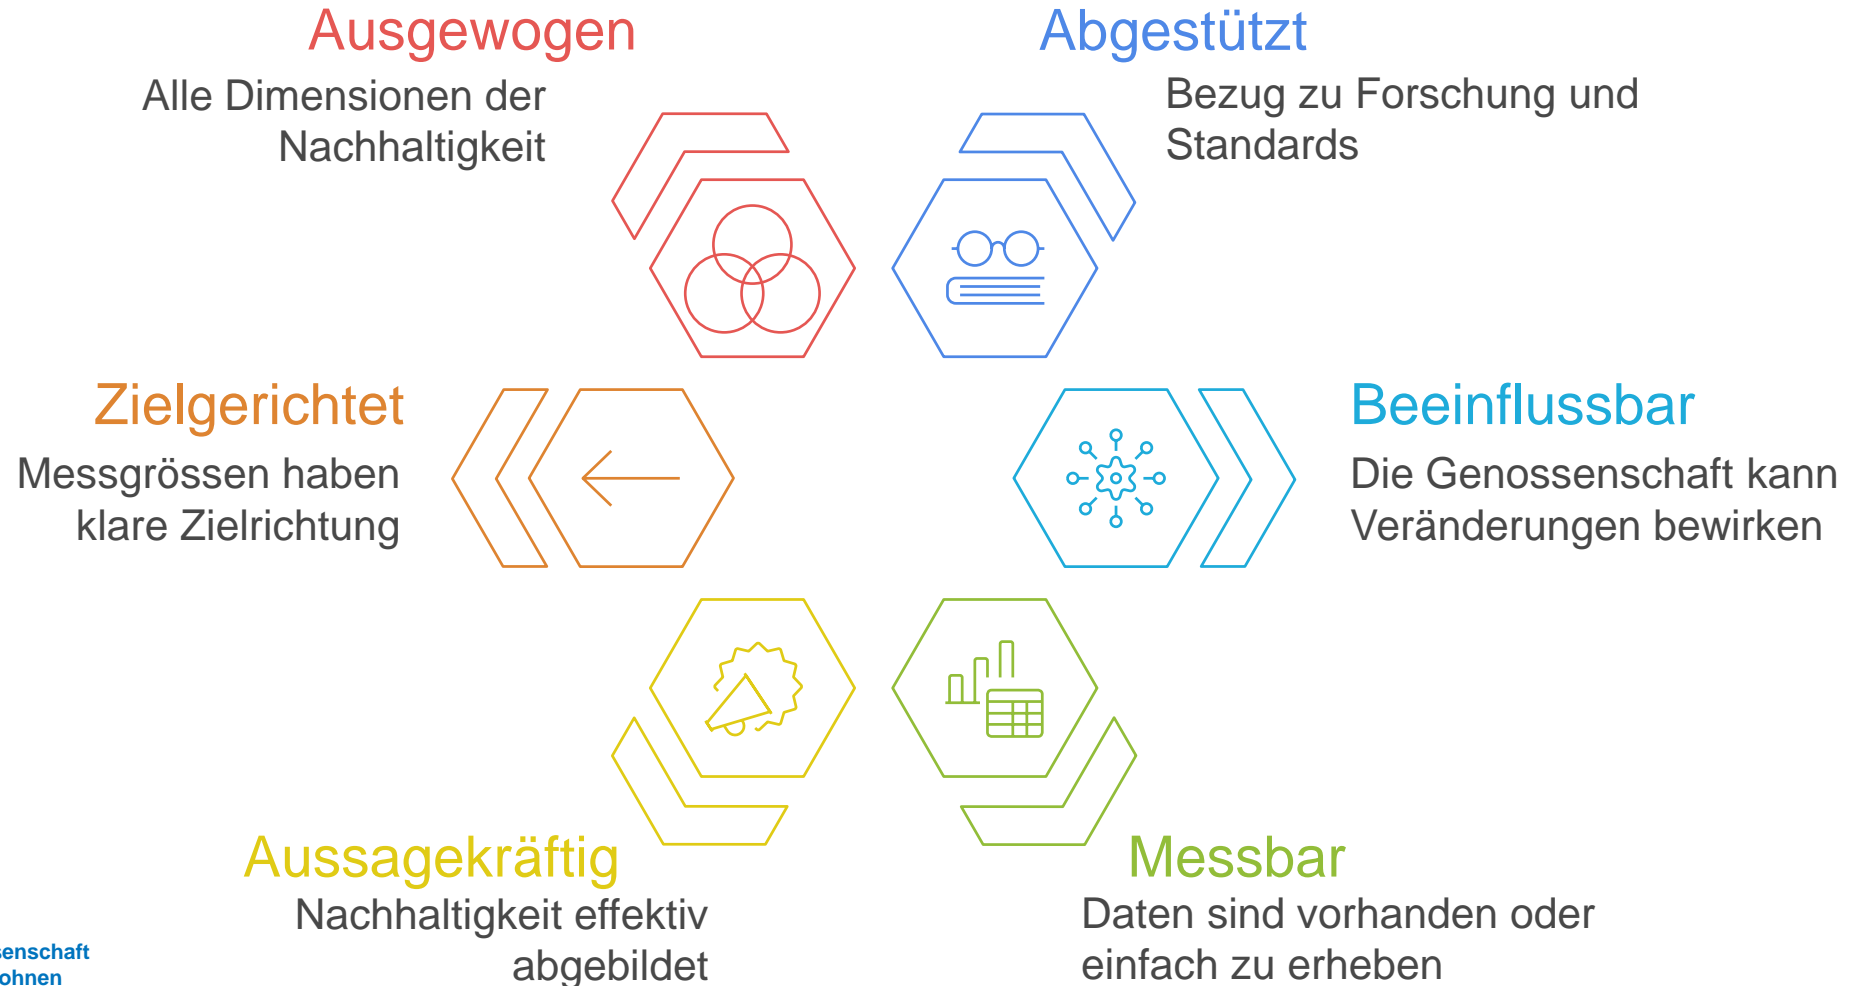 Ausgewogen
Alle Dimensionen der
Nachhaltigkeit
Abgestützt
Bezug zu Forschung und
Standards
Zielgerichtet
Messgrössen haben
klare Zielrichtung
Beeinflussbar
Die Genossenschaft kann
Veränderungen bewirken
Aussagekräftig
Nachhaltigkeit effektiv
abgebildet
Messbar
Daten sind vorhanden oder
einfach zu erheben